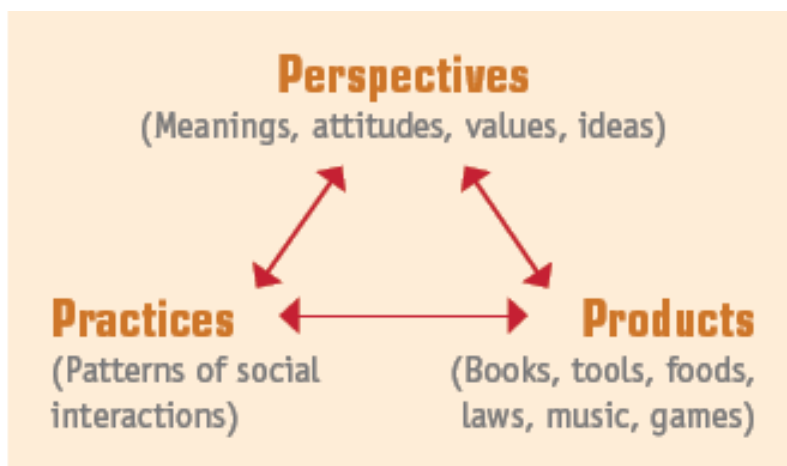 Perspectives
(Meanings, attitudes, values, ideas)
Practices
(Patterns of social
interactions)
Products
(Books, tools, foods,
laws, music, games)